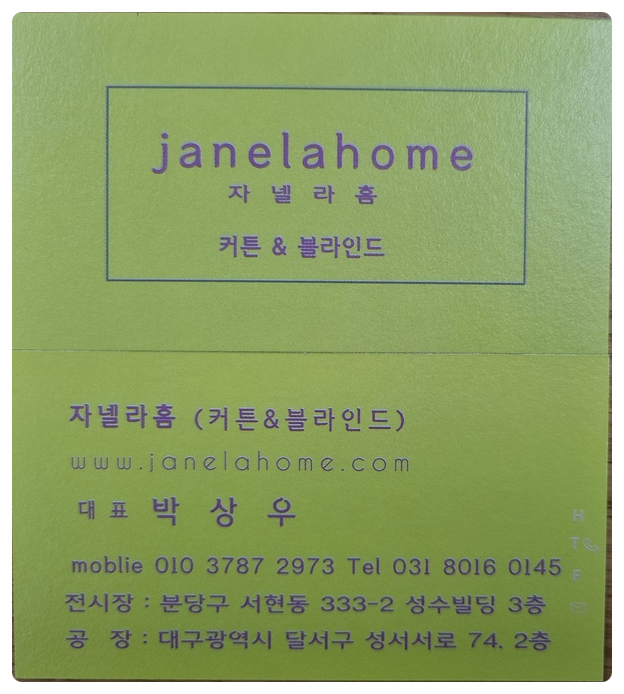 janelahome
자넬라홈
커튼 & 블라인드
자넬라홈 (커튼&블라인드)
www.janelahome.com
대표 박상우
moblie 010 3787 2973 Tel 031 8016 0145
전시장 : 분당구 서현동 333-2 성수빌딩 3층
공 장 : 대구광역시 달서구 성서서로 74. 2층
H
T
F